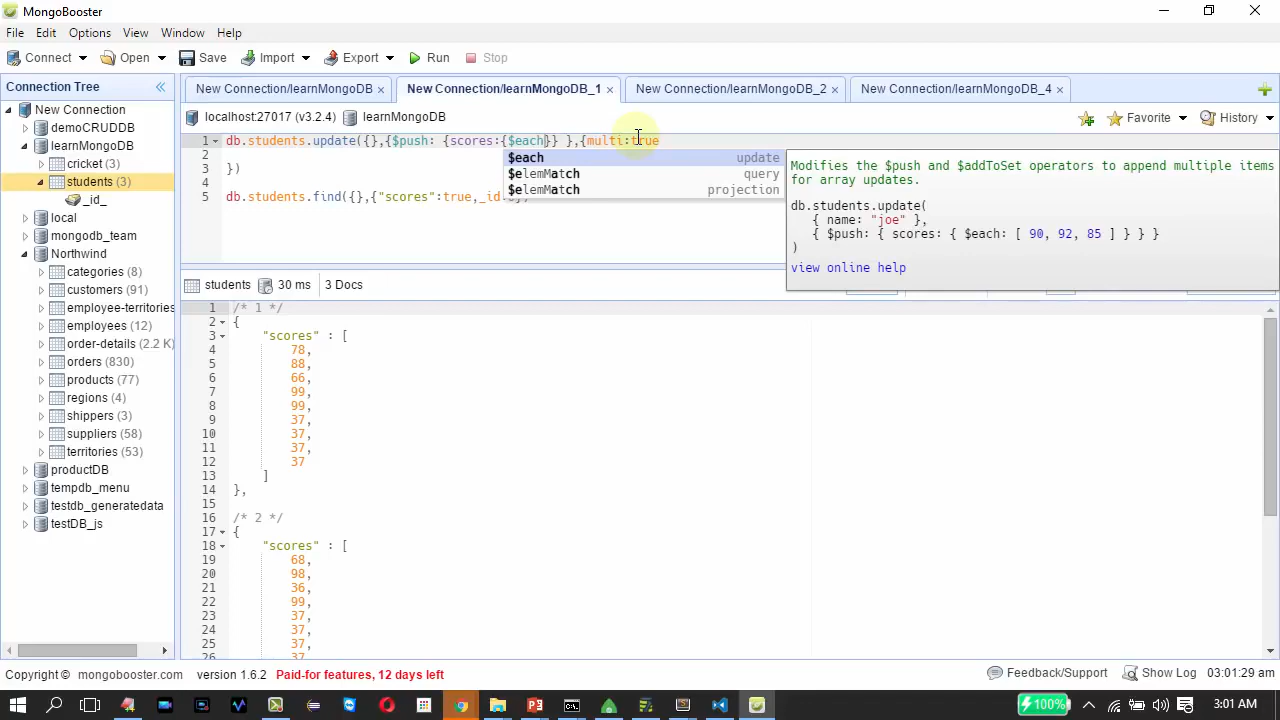 MongoBooster
File Edit Options View Window Help
Connect Open Save Import Export Run Stop
Connection Tree
New Connection/learnMongoDB × New Connection/learnMongoDB_1 × New Connection/learnMongoDB_2 × New Connection/learnMongoDB_4 ×
New Connection
localhost:27017 (v3.2.4) learnMongoDB
Favorite History
demoCRUDDB
learnMongoDB
cricket (3)
students (3)
_id_
local
mongodb_team
Northwind
categories (8)
customers (91)
employee-territories
employees (12)
order-details (2.2 K)
orders (830)
products (77)
regions (4)
shippers (3)
suppliers (58)
territories (53)
productDB
tempdb_menu
testdb_generatedata
testDB_js
1 db.students.update({},{$push: {scores:{$each}} },{multi:true
2
3 })
4
5 db.students.find({},{"scores":true,_id:0})
$each update
$elemMatch query
$elemMatch projection
Modifies the $push and $addToSet operators to append multiple items
for array updates.
db.students.update(
{ name: "joe" },
{ $push: { scores: { $each: [ 90, 92, 85 ] } } }
)
view online help
students 30 ms 3 Docs
1 /* 1 */
2 {
3 "scores" : [
4 78,
5 88,
6 66,
7 99,
8 99,
9 37,
10 37,
11 37,
12 37
13 ]
14 },
15
16 /* 2 */
17 {
18 "scores" : [
19 68,
20 98,
21 36,
22 99,
23 37,
24 37,
25 37,
26 37
Copyright © mongobooster.com version 1.6.2 Paid-for features, 12 days left
Feedback/Support Show Log 03:01:29 am
100% 3:01 AM